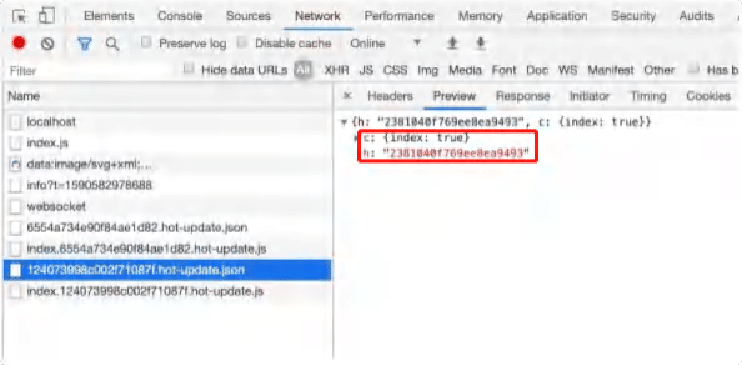 Elements Console Sources Network Performance Memory Application Security Audits
Preserve log Disable cache Online
Filter Hide data URLs All XHR JS CSS Img Media Font Doc WS Manifest Other Has b
Name
× Headers Preview Response Initiator Timing Cookies
localhost
index.js
data:image/svg+xml;...
info?t=1590582978688
websocket
6554a734e90f84ae1d82.hot-update.json
index.6554a734e90f84ae1d82.hot-update.js
124073998c002f71087f.hot-update.json
index.124073998c002f71087f.hot-update.js
▼{h: "2381040f769ee8ea9493", c: {index: true}}
▶ c: {index: true}
h: "2381040f769ee8ea9493"